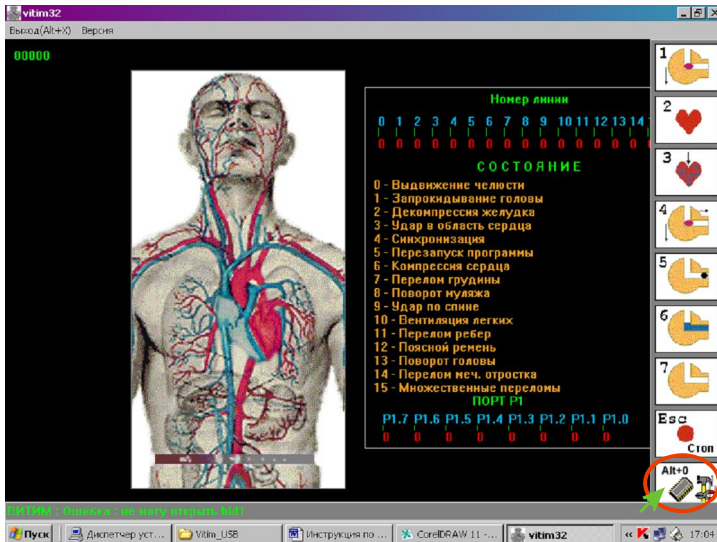 vitim32
Выход(Alt+X) Версия
00000
Номер линии
0 1 2 3 4 5 6 7 8 9 10 11 12 13 14
0 0 0 0 0 0 0 0 0 0 0 0 0 0 0 0
СОСТОЯНИЕ
0 - Выдвижение челюсти
1 - Запрокидывание головы
2 - Декомпрессия желудка
3 - Удар в область сердца
4 - Синхронизация
5 - Перезапуск программы
6 - Компрессия сердца
7 - Перелом грудины
8 - Поворот муляжа
9 - Удар по спине
10 - Вентиляция легких
11 - Перелом ребер
12 - Поясной ремень
13 - Поворот головы
14 - Перелом меч. отростка
15 - Множественные переломы
ПОРТ P1
P1.7 P1.6 P1.5 P1.4 P1.3 P1.2 P1.1 P1.0
0 0 0 0 0 0 0 0
1
2
3
4
5
6
7
Esc
Стоп
Alt+0
ВИТИМ : Ошибка : не могу открыть hid!
Пуск Диспетчер уст... Vitim_USB Инструкция по ... CorelDRAW 11 -... vitim32 « 17:04